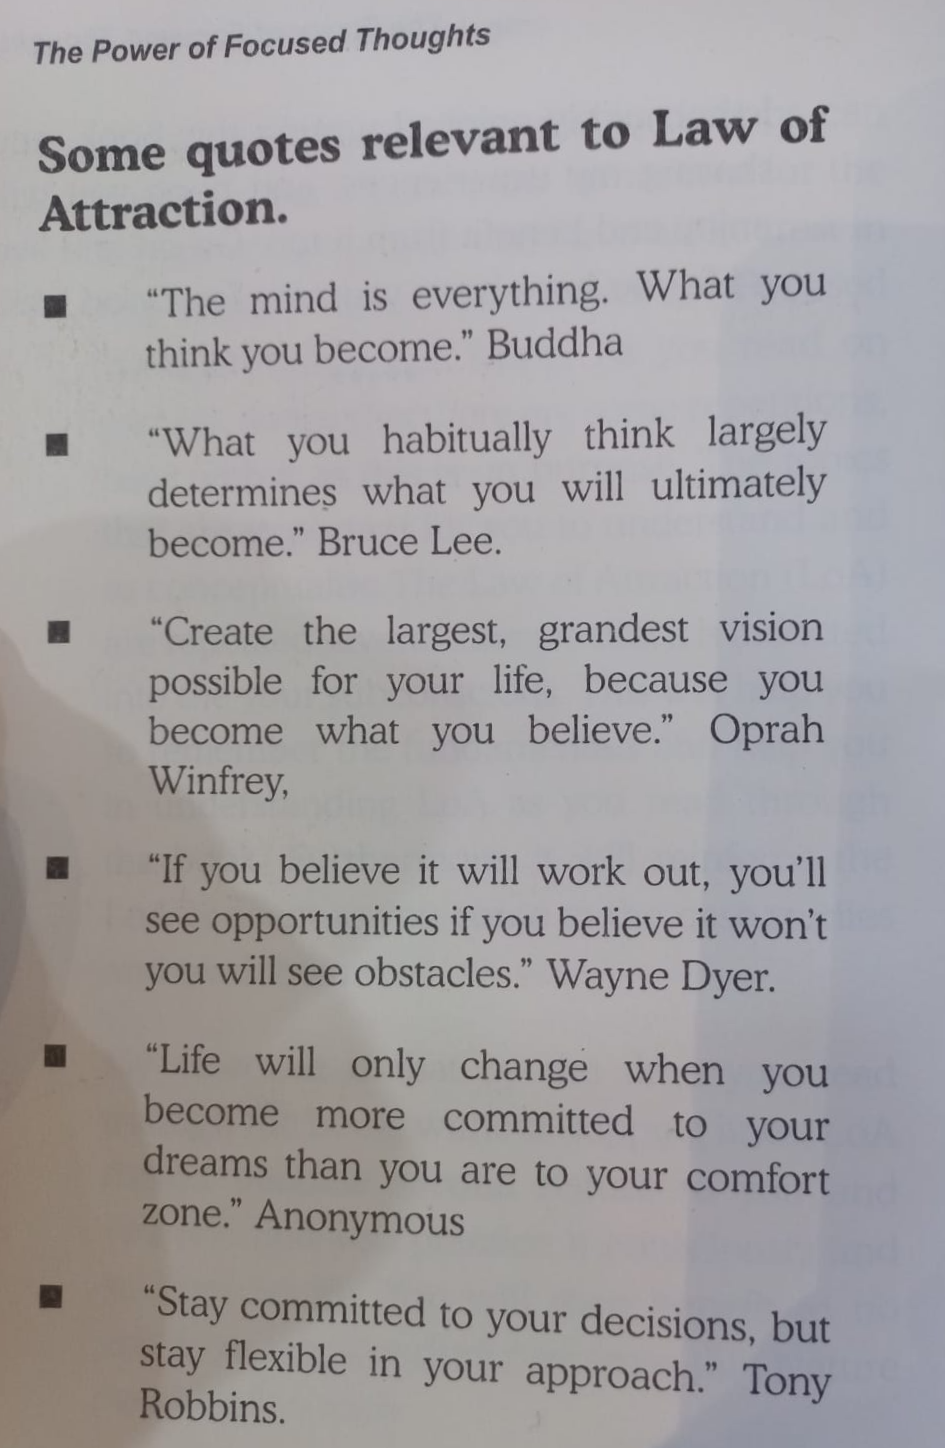 The Power of Focused Thoughts
Some quotes relevant to Law of
Attraction.
■ “The mind is everything. What you
think you become.” Buddha
■ “What you habitually think largely
determines what you will ultimately
become.” Bruce Lee.
■ “Create the largest, grandest vision
possible for your life, because you
become what you believe.” Oprah
Winfrey,
■ “If you believe it will work out, you’ll
see opportunities if you believe it won’t
you will see obstacles.” Wayne Dyer.
■ “Life will only change when you
become more committed to your
dreams than you are to your comfort
zone.” Anonymous
■ “Stay committed to your decisions, but
stay flexible in your approach.” Tony
Robbins.